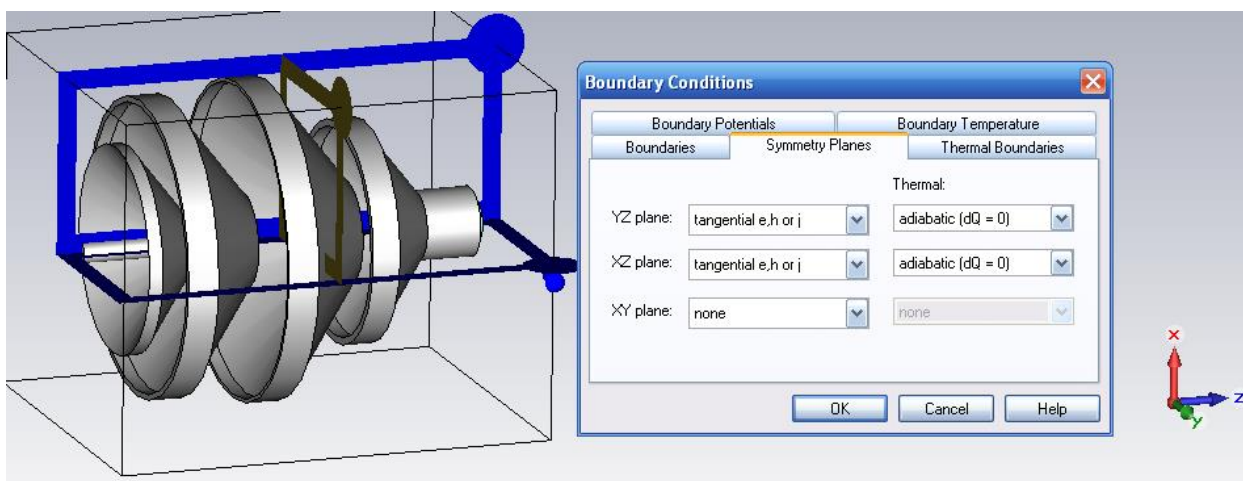 Boundary Conditions
Boundary Potentials Boundary Temperature
Boundaries Symmetry Planes Thermal Boundaries
Thermal:
YZ plane: tangential e,h or j adiabatic (dQ = 0)
XZ plane: tangential e,h or j adiabatic (dQ = 0)
XY plane: none none
OK Cancel Help
x
z
y